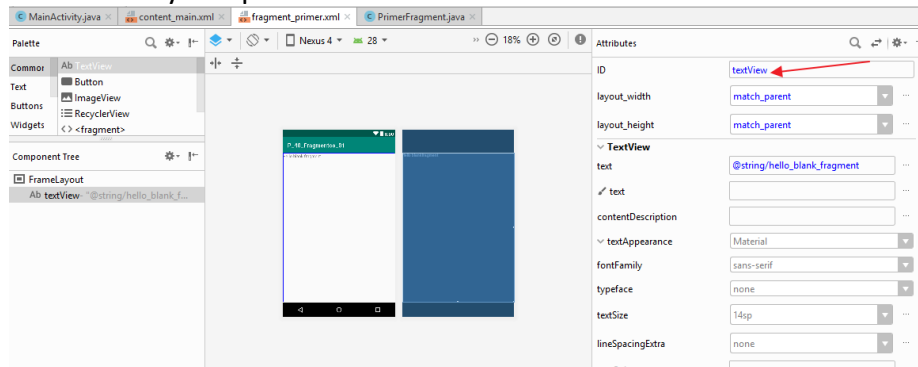 MainActivity.java
content_main.xml
fragment_primer.xml
PrimerFragment.java
Palette
Nexus 4
28
18%
Attributes
Common
Text
Buttons
Widgets
Ab TextView
Button
ImageView
RecyclerView
<fragment>
Component Tree
FrameLayout
Ab textView- "@string/hello_blank_f...
ID
textView
layout_width
match_parent
layout_height
match_parent
TextView
text
@string/hello_blank_fragment
text
contentDescription
textAppearance
Material
fontFamily
sans-serif
typeface
none
textSize
14sp
lineSpacingExtra
none